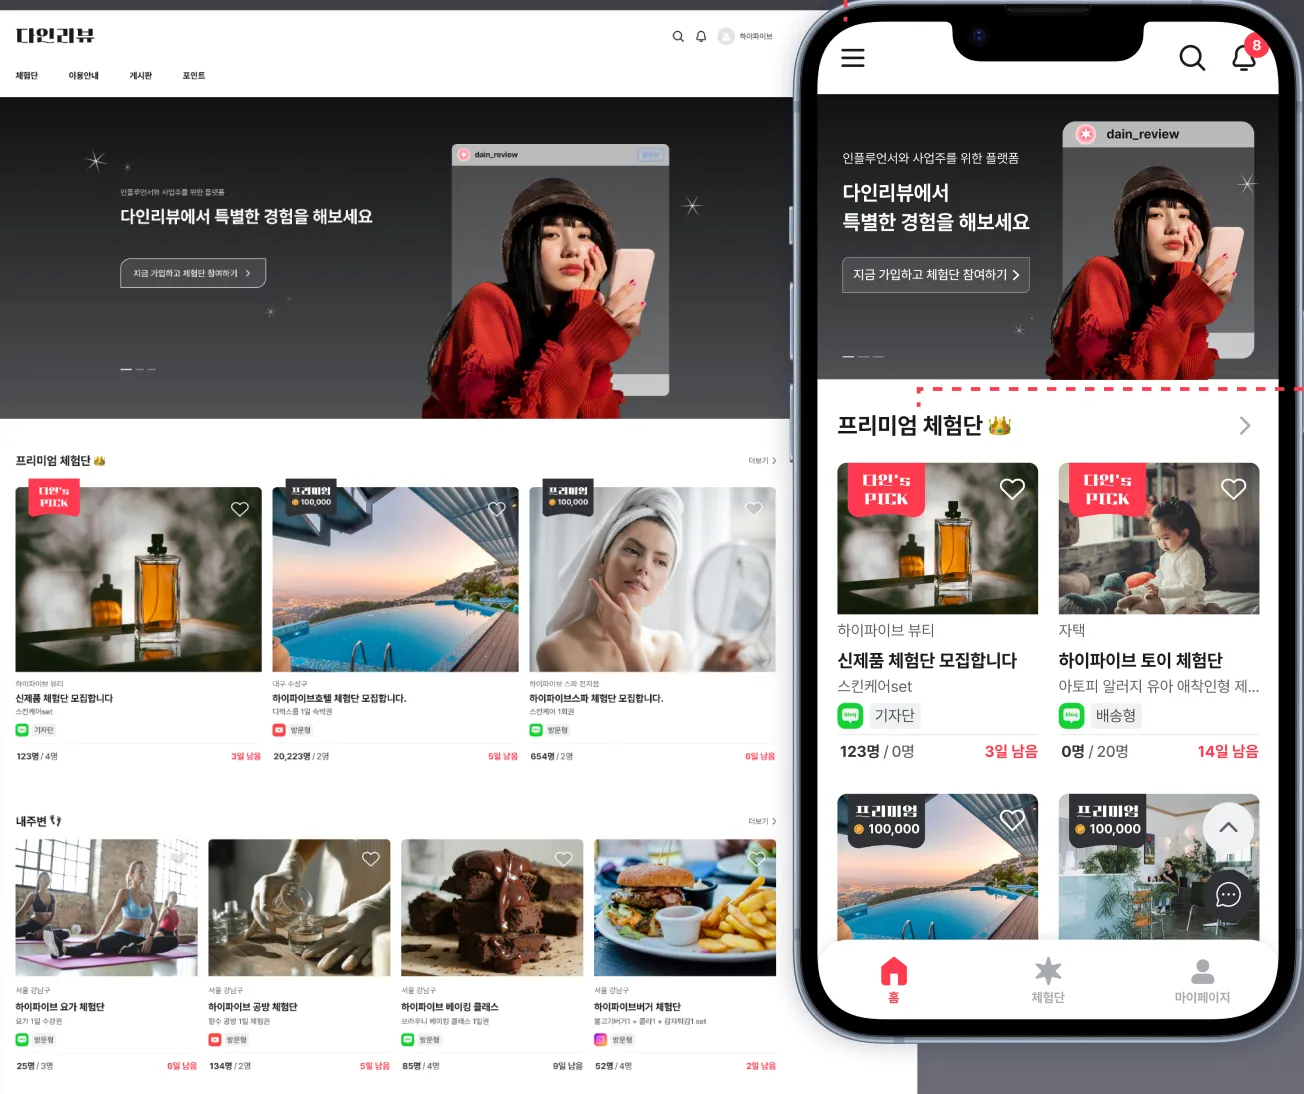 다인리뷰
하이파이브
체험단 이용안내 게시판 포인트
인플루언서와 사업주를 위한 플랫폼
다인리뷰에서 특별한 경험을 해보세요
지금 가입하고 체험단 참여하기
dain_review
프리미엄 체험단
더보기
다인's
PICK
하이파이브 뷰티
신제품 체험단 모집합니다
스킨케어set
기자단
123명 / 4명
3일 남음
프리미엄
100,000
대구 수성구
하이파이브호텔 체험단 모집합니다.
디럭스룸 1일 숙박권
방문형
20,223명 / 2명
5일 남음
프리미엄
100,000
하이파이브 스파 진지점
하이파이브스파 체험단 모집합니다.
스킨케어 1회권
방문형
654명 / 2명
6일 남음
내주변
더보기
서울 강남구
하이파이브 요가 체험단
요가 1일 수강권
방문형
25명 / 3명
6일 남음
서울 강남구
하이파이브 공방 체험단
향수 공방 1일 체험권
방문형
134명 / 2명
5일 남음
서울 강남구
하이파이브 베이킹 클래스
브라우니 베이킹 클래스 1일권
방문형
85명 / 4명
9일 남음
서울 강남구
하이파이브버거 체험단
불고기버거1 + 콜라1 + 감자튀김1 set
방문형
52명 / 4명
2일 남음
8
인플루언서와 사업주를 위한 플랫폼
다인리뷰에서
특별한 경험을 해보세요
지금 가입하고 체험단 참여하기
dain_review
프리미엄 체험단
다인's
PICK
하이파이브 뷰티
신제품 체험단 모집합니다
스킨케어set
blog 기자단
123명 / 0명
3일 남음
다인's
PICK
자택
하이파이브 토이 체험단
아토피 알러지 유아 애착인형 제...
blog 배송형
0명 / 20명
14일 남음
프리미엄
100,000
프리미엄
100,000
홈
체험단
마이페이지